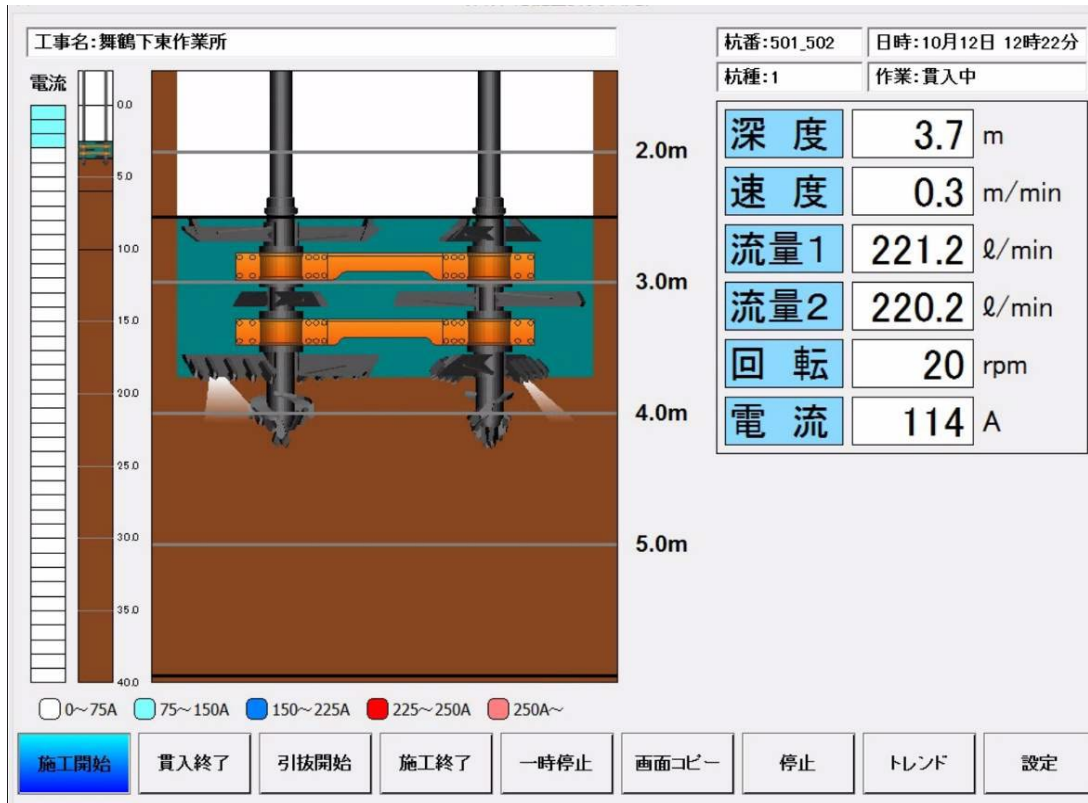 工事名:舞鶴下東作業所
杭番:501_502
日時:10月12日 12時22分
杭種:1
作業:貫入中
電流
0.0
5.0
10.0
15.0
20.0
25.0
30.0
35.0
40.0
2.0m
3.0m
4.0m
5.0m
深 度 3.7 m
速 度 0.3 m/min
流量1 221.2 ℓ/min
流量2 220.2 ℓ/min
回 転 20 rpm
電 流 114 A
0～75A 75～150A 150～225A 225～250A 250A～
施工開始 貫入終了 引抜開始 施工終了 一時停止 画面コピー 停止 トレンド 設定